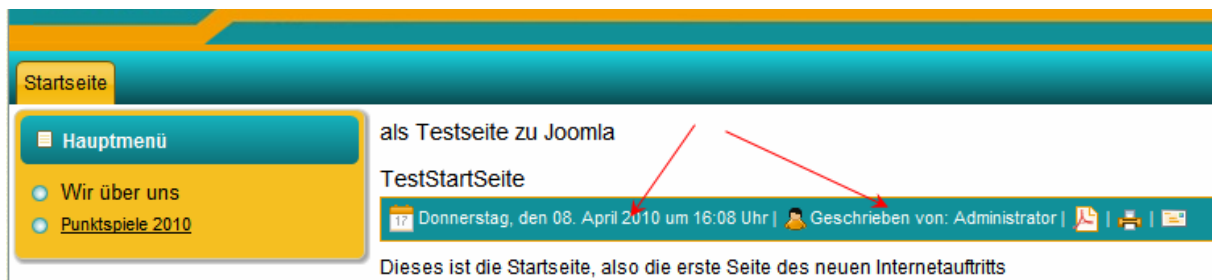 Startseite
Hauptmenü
Wir über uns
Punktspiele 2010
als Testseite zu Joomla
TestStartSeite
17 Donnerstag, den 08. April 2010 um 16:08 Uhr | Geschrieben von: Administrator | | |
Dieses ist die Startseite, also die erste Seite des neuen Internetauftritts